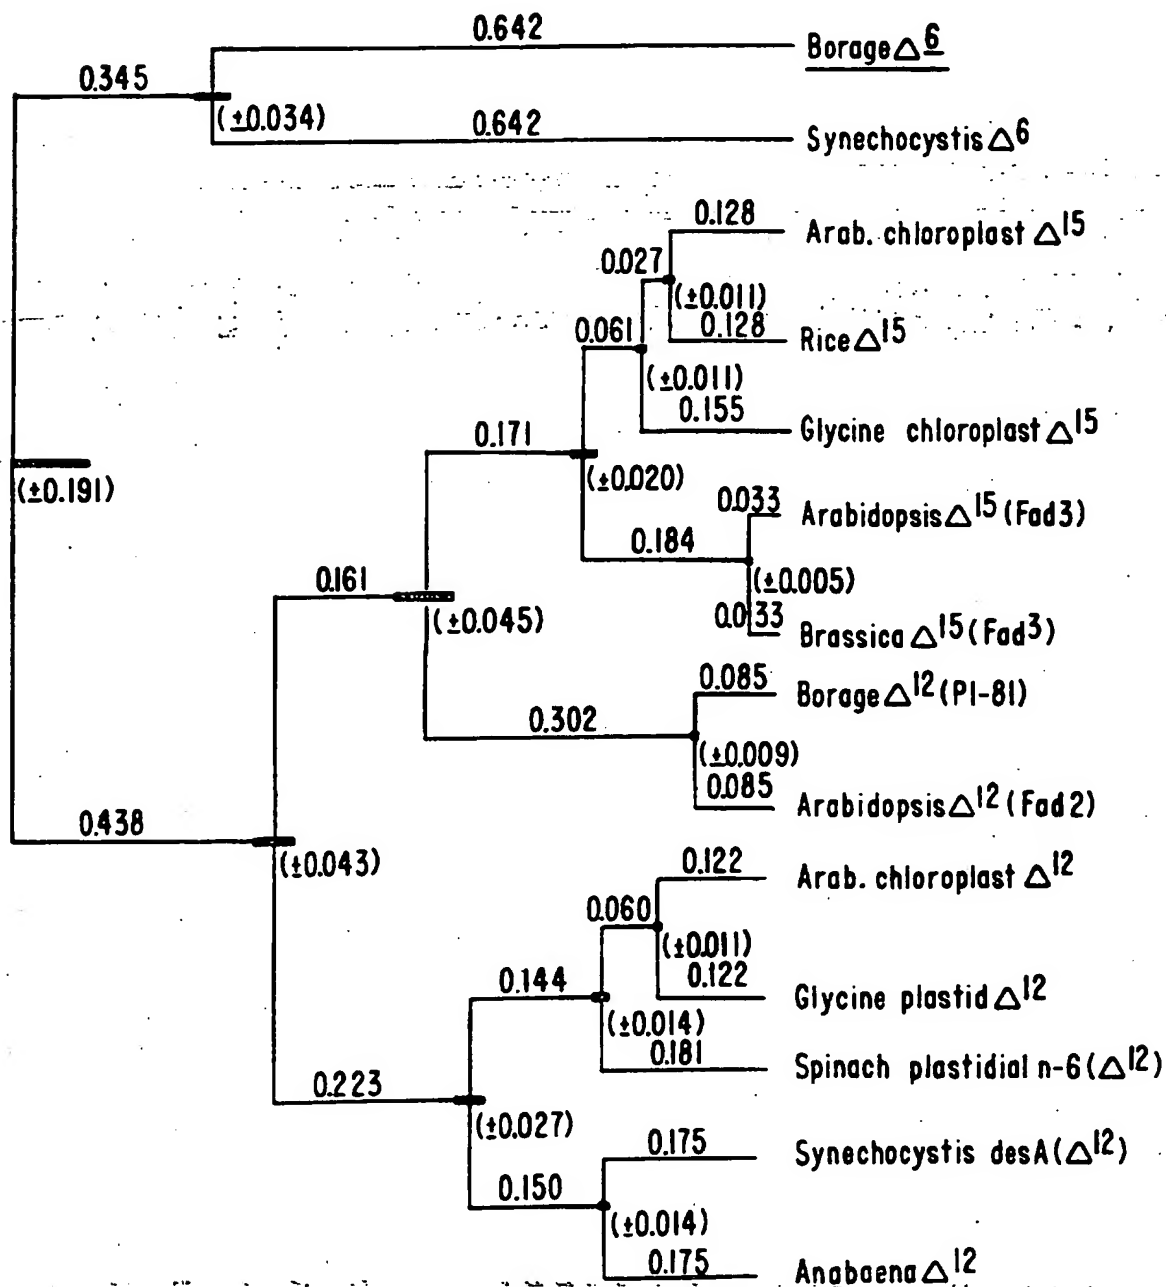 0.642
Borage Δ6
0.345
(±0.034)
0.642
Synechocystis Δ6
0.128
Arab. chloroplast Δ15
0.027
(±0.011)
0.128
Rice Δ15
0.061
(±0.011)
0.155
Glycine chloroplast Δ15
0.171
(±0.020)
(±0.191)
0.033
Arabidopsis Δ15 (Fad3)
0.184
(±0.005)
0.161
(±0.045)
0.033
Brassica Δ15 (Fad3)
0.085
Borage Δ12 (Pl-81)
0.302
(±0.009)
0.085
Arabidopsis Δ12 (Fad2)
0.438
(±0.043)
0.122
Arab. chloroplast Δ12
0.060
(±0.011)
0.122
Glycine plastid Δ12
0.144
(±0.014)
0.181
Spinach plastidial n-6 (Δ12)
0.223
(±0.027)
0.175
Synechocystis desA (Δ12)
0.150
(±0.014)
0.175
Anabaena Δ12